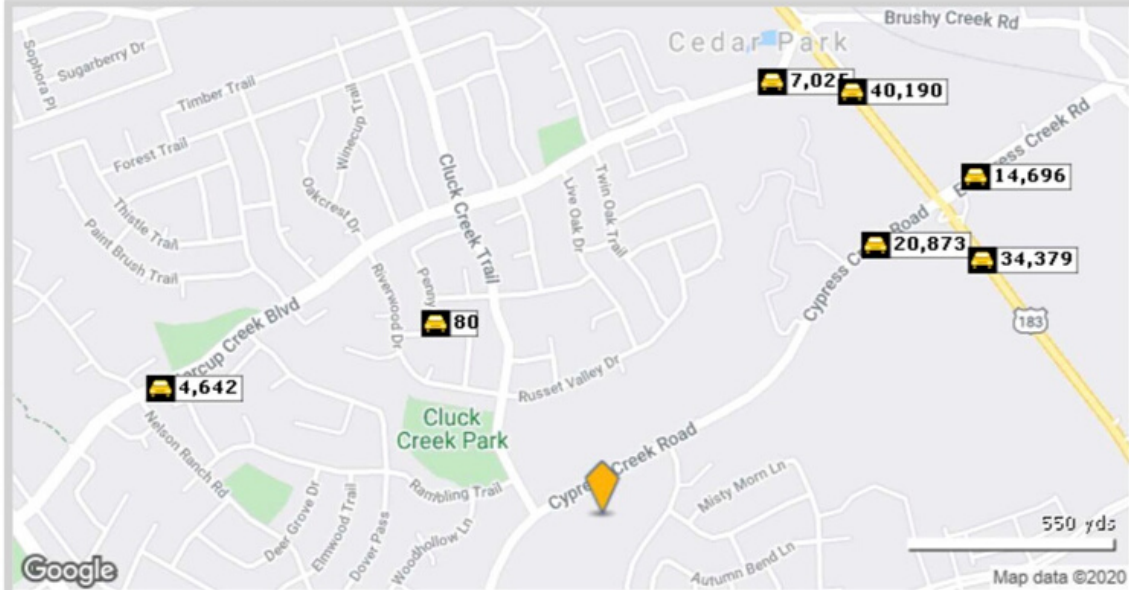 Brushy Creek Rd
Sophora Pl
Sugarberry Dr
Cedar Park
Timber Trail
Winecup Trail
7,025
40,190
Forest Trail
Cluck Creek Trail
Creek Rd
Oakcrest Dr
Live Oak Dr
Twin Oak Trail
14,696
Thistle Trail
Paint Brush Trail
Cypress
Road
20,873
34,379
Riverwood Dr
Penny
183
80
Creek Blvd
4,642
Russet Valley Dr
Cluck
Creek Park
Nelson Ranch Rd
Cypress Creek Road
Rambling Trail
Misty Morn Ln
Deer Grove Dr
Elmwood Trail
Dover Pass
Woodhollow Ln
Autumn Bend Ln
550 yds
Google
Map data ©2020